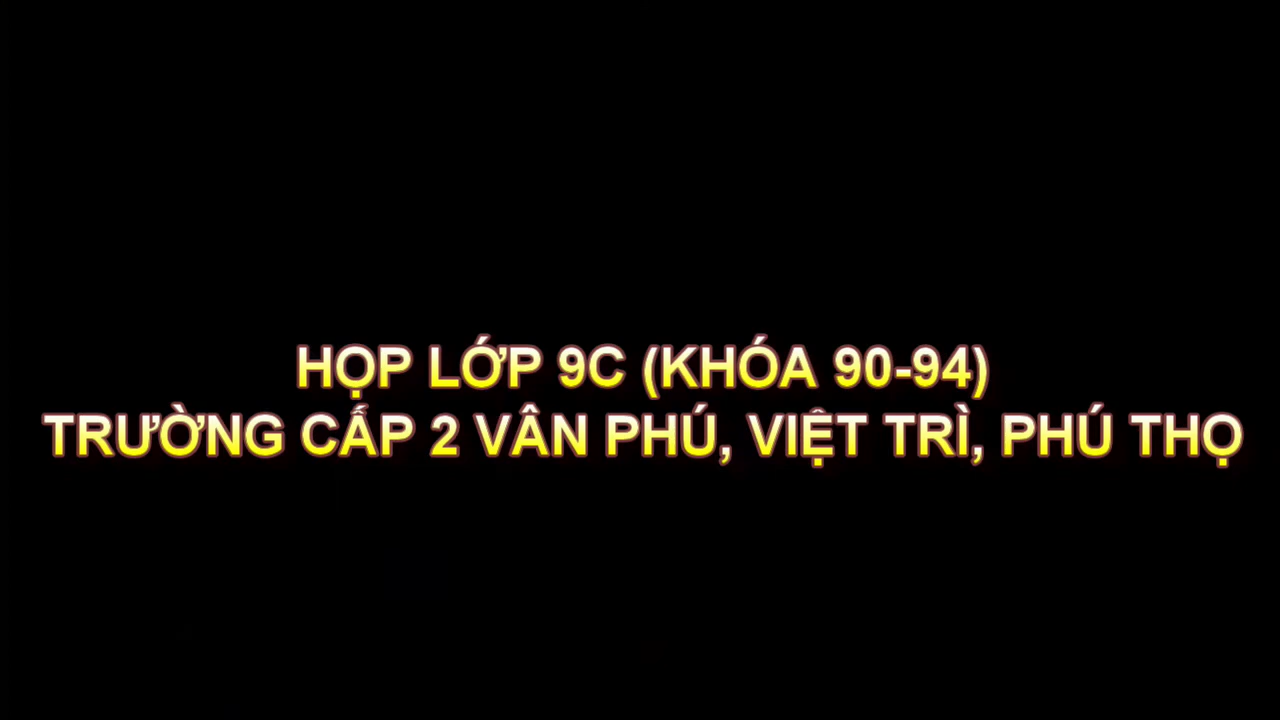 HỌP LỚP 9C (KHÓA 90-94)
TRƯỜNG CẤP 2 VÂN PHÚ, VIỆT TRÌ, PHÚ THỌ